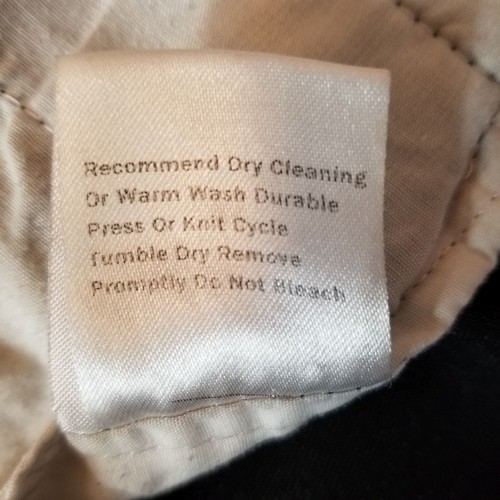 Recommend Dry Cleaning
Or Warm Wash Durable
Press Or Knit Cycle
Tumble Dry Remove
Promptly Do Not Bleach